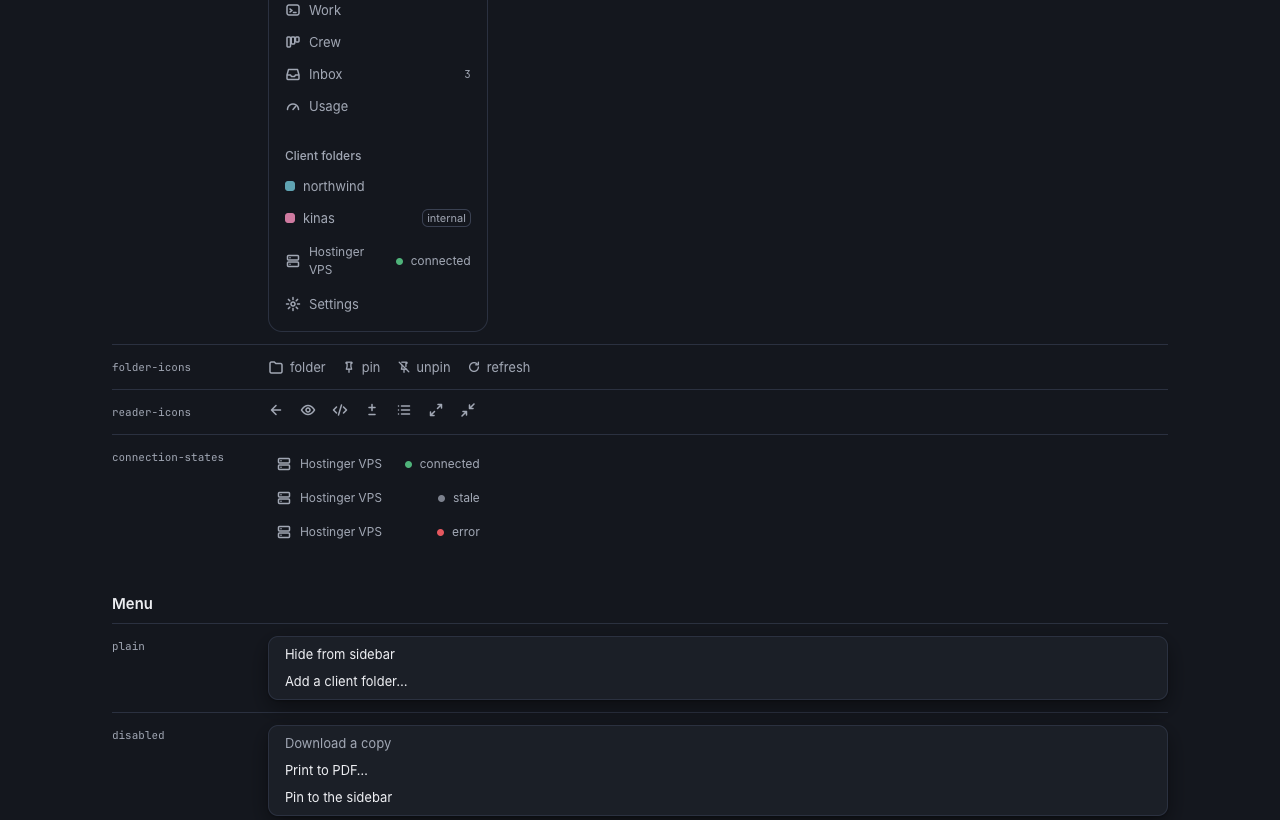 Work
Crew
Inbox 3
Usage
Client folders
northwind
kinas internal
Hostinger VPS connected
Settings
folder-icons folder pin unpin refresh
reader-icons
connection-states Hostinger VPS connected
Hostinger VPS stale
Hostinger VPS error
Menu
plain Hide from sidebar
Add a client folder...
disabled Download a copy
Print to PDF...
Pin to the sidebar